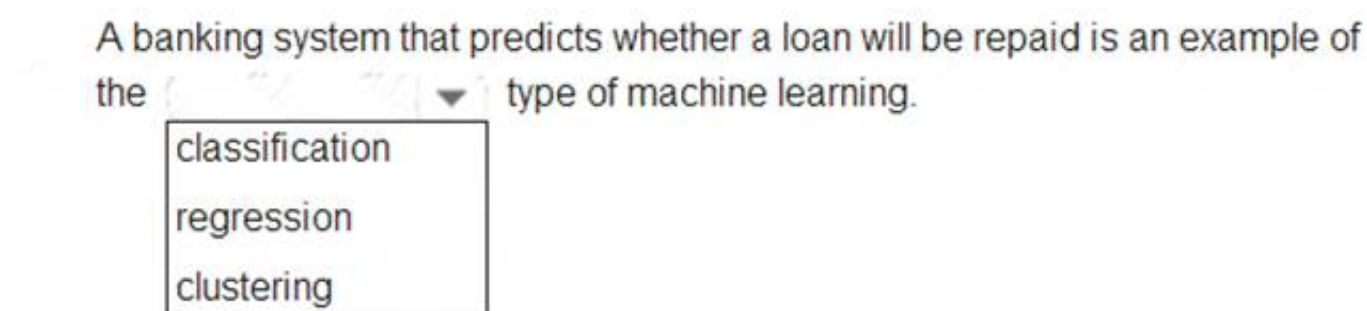 A banking system that predicts whether a loan will be repaid is an example of
the type of machine learning.
classification
regression
clustering